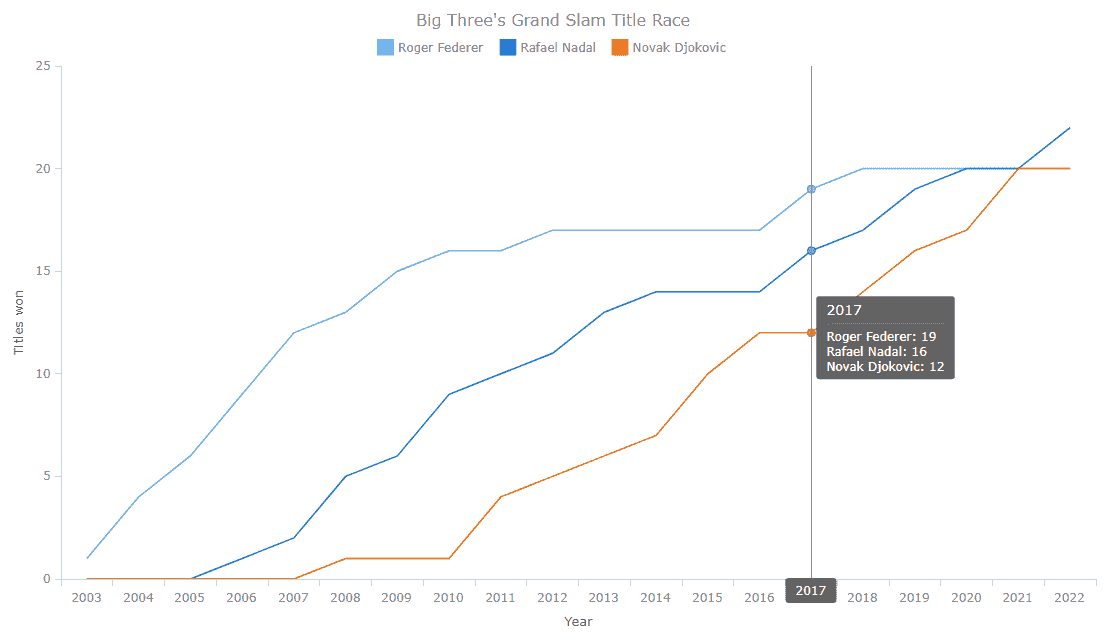 Big Three's Grand Slam Title Race
Roger Federer Rafael Nadal Novak Djokovic
25
20
15
10
5
0
Titles won
2017
Roger Federer: 19
Rafael Nadal: 16
Novak Djokovic: 12
2003 2004 2005 2006 2007 2008 2009 2010 2011 2012 2013 2014 2015 2016 2017 2018 2019 2020 2021 2022
Year